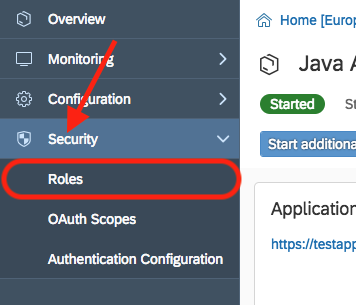 Overview
Monitoring
Configuration
Security
Roles
OAuth Scopes
Authentication Configuration
Home [Europ
Java A
Started
St
Start additiona
Application
https://testapp